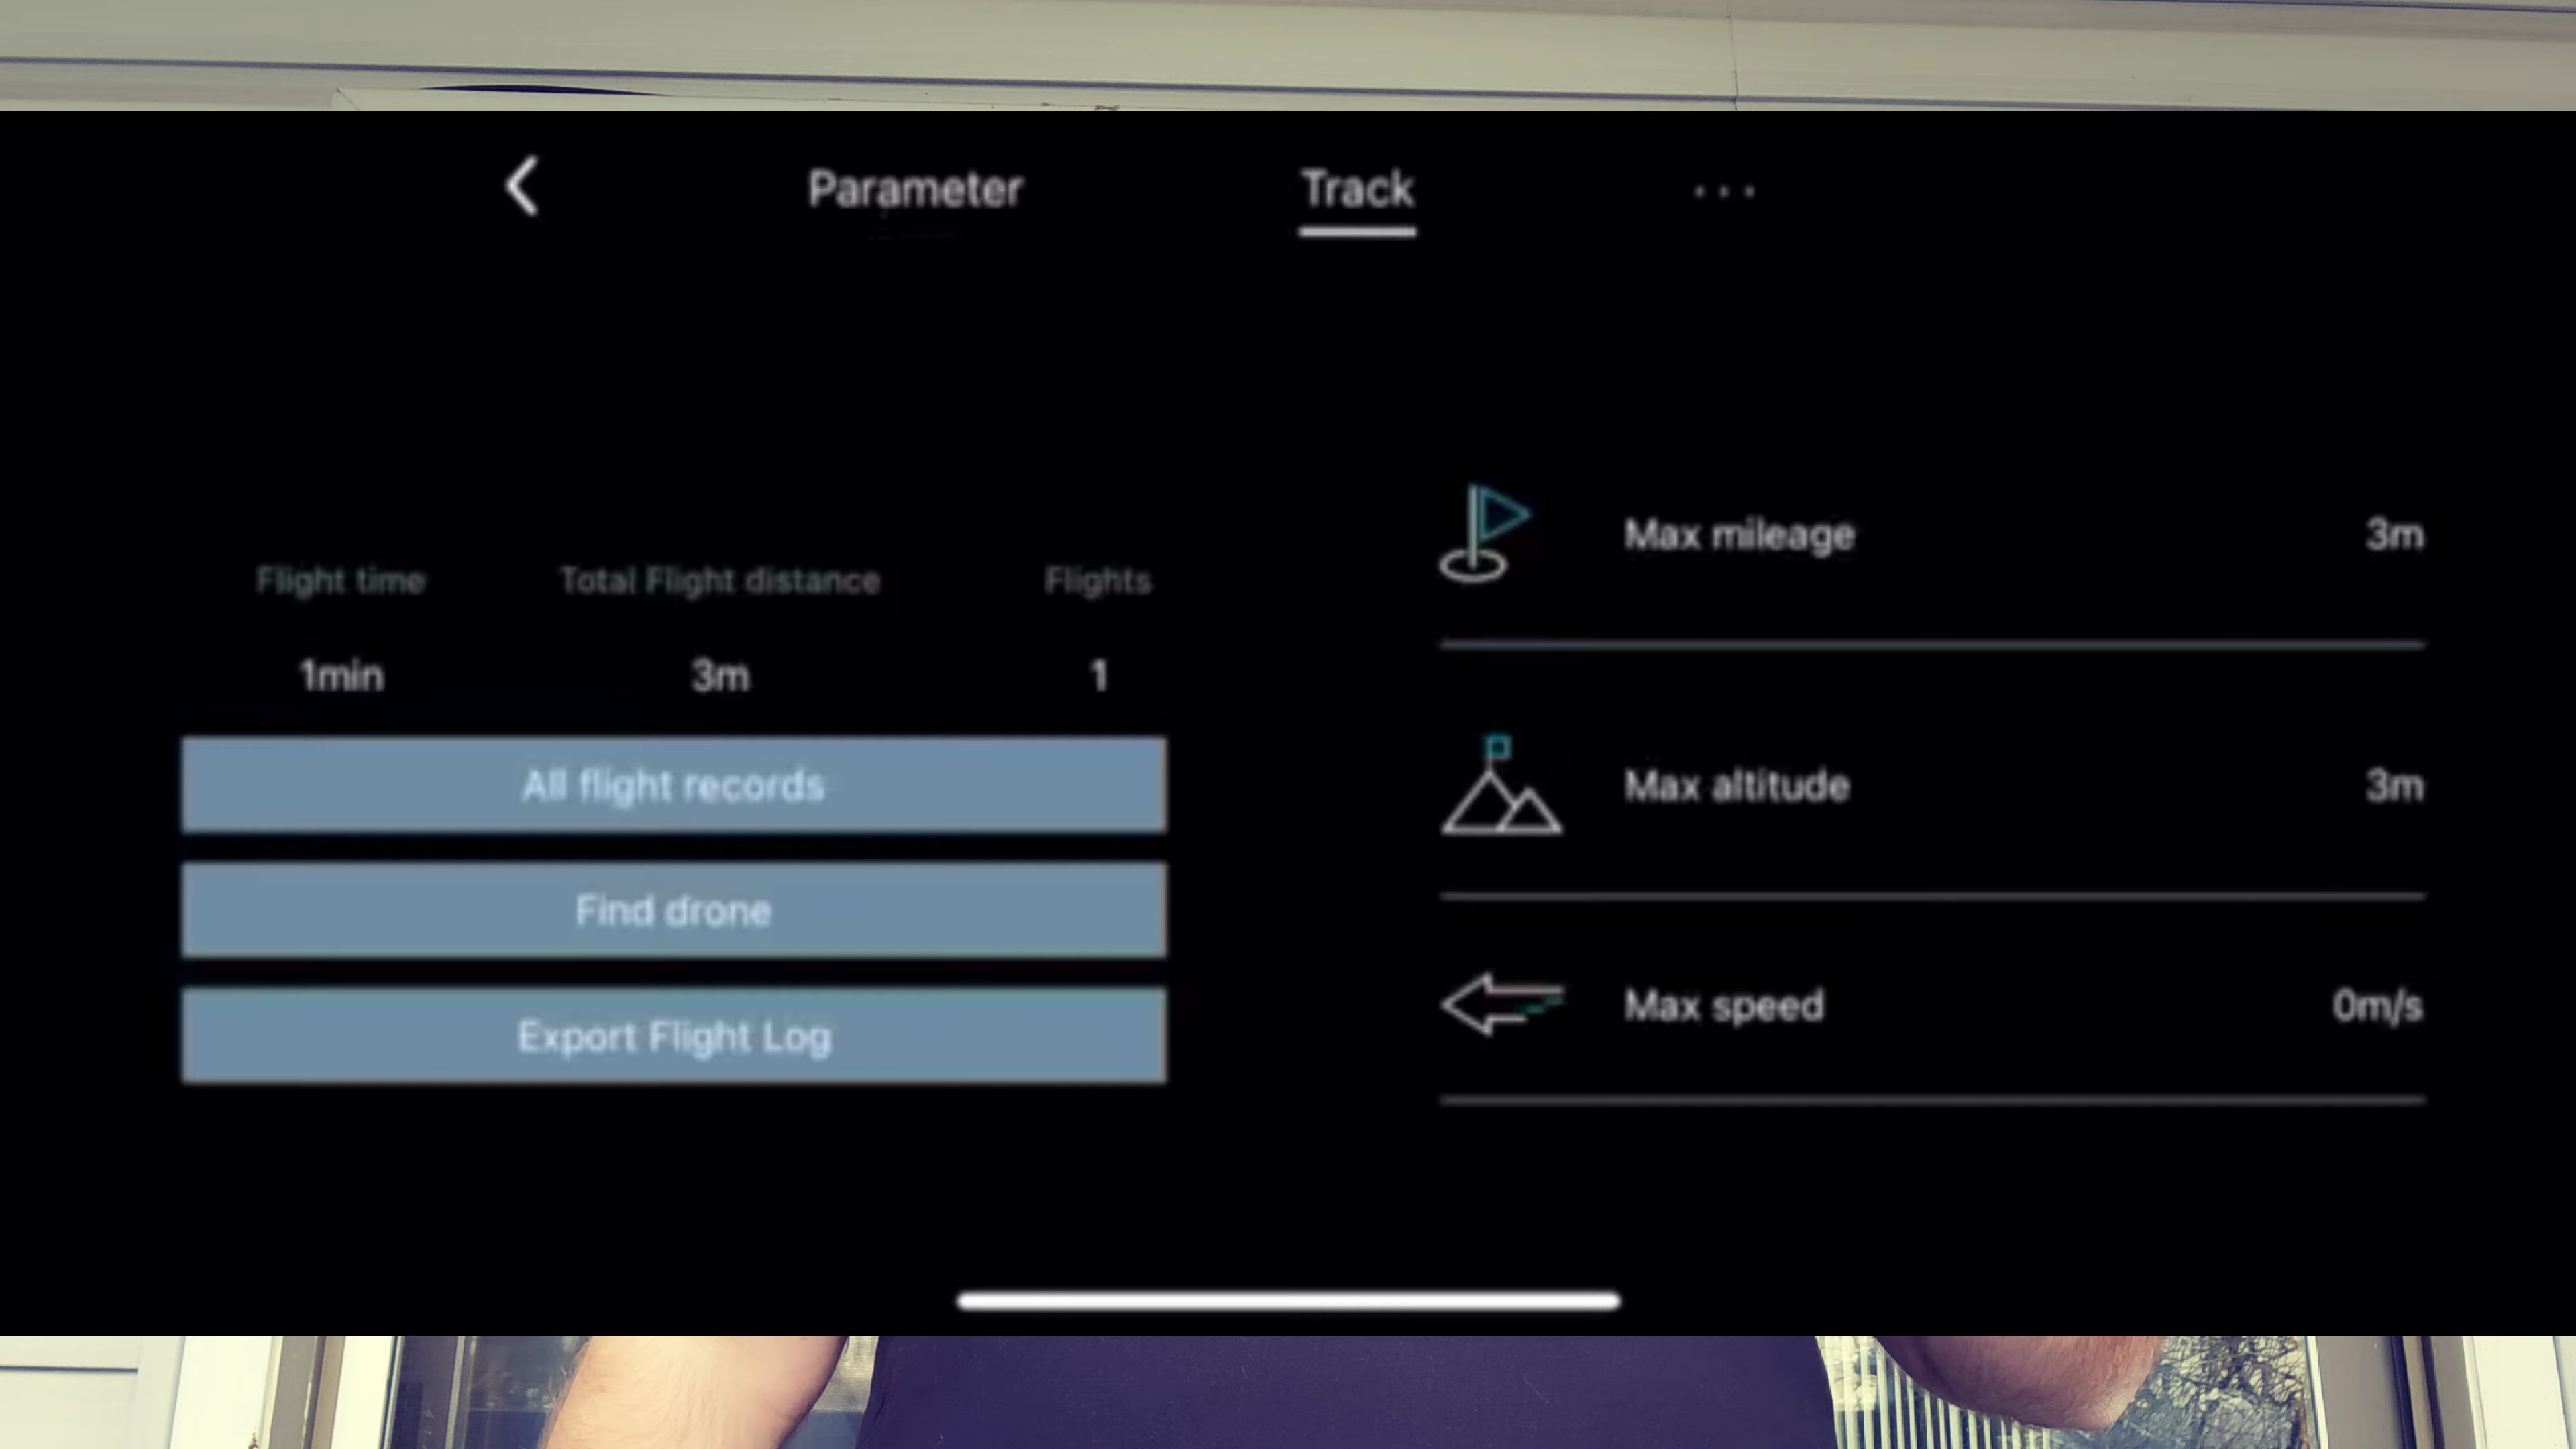 Parameter
Track
Flight time
Total Flight distance
Flights
1min
3m
1
All flight records
Find drone
Export Flight Log
Max mileage
3m
Max altitude
3m
Max speed
0m/s